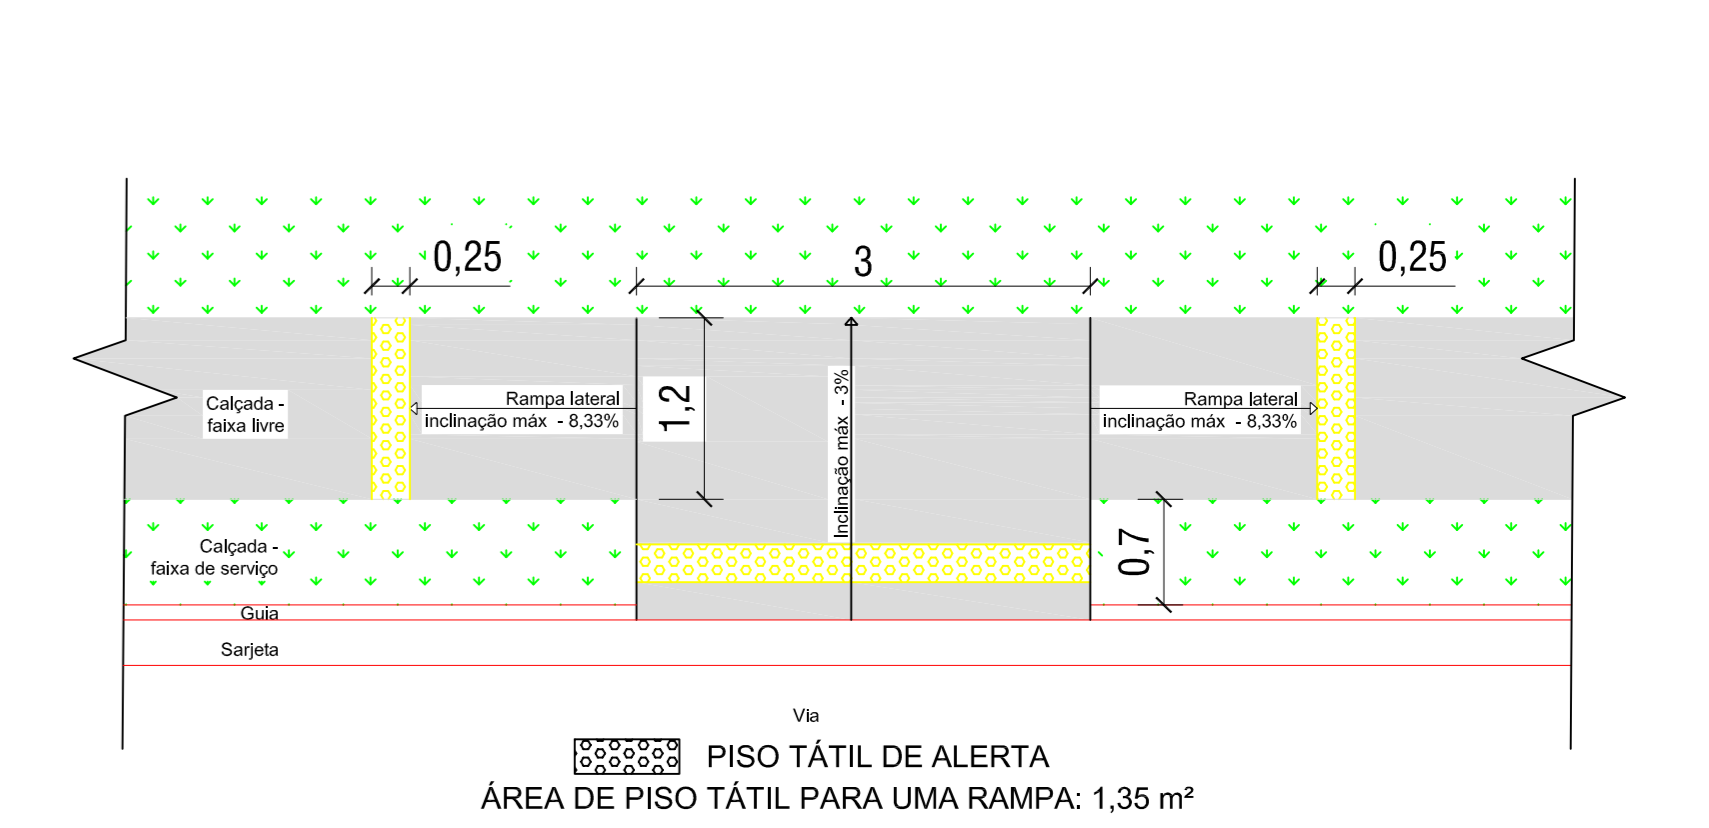 0,25
3
0,25
Calçada -
faixa livre
Rampa lateral
inclinação máx - 8,33%
1,2
Inclinação máx - 3%
Rampa lateral
inclinação máx - 8,33%
Calçada -
faixa de serviço
0,7
Guia
Sarjeta
Via
PISO TÁTIL DE ALERTA
ÁREA DE PISO TÁTIL PARA UMA RAMPA: 1,35 m²